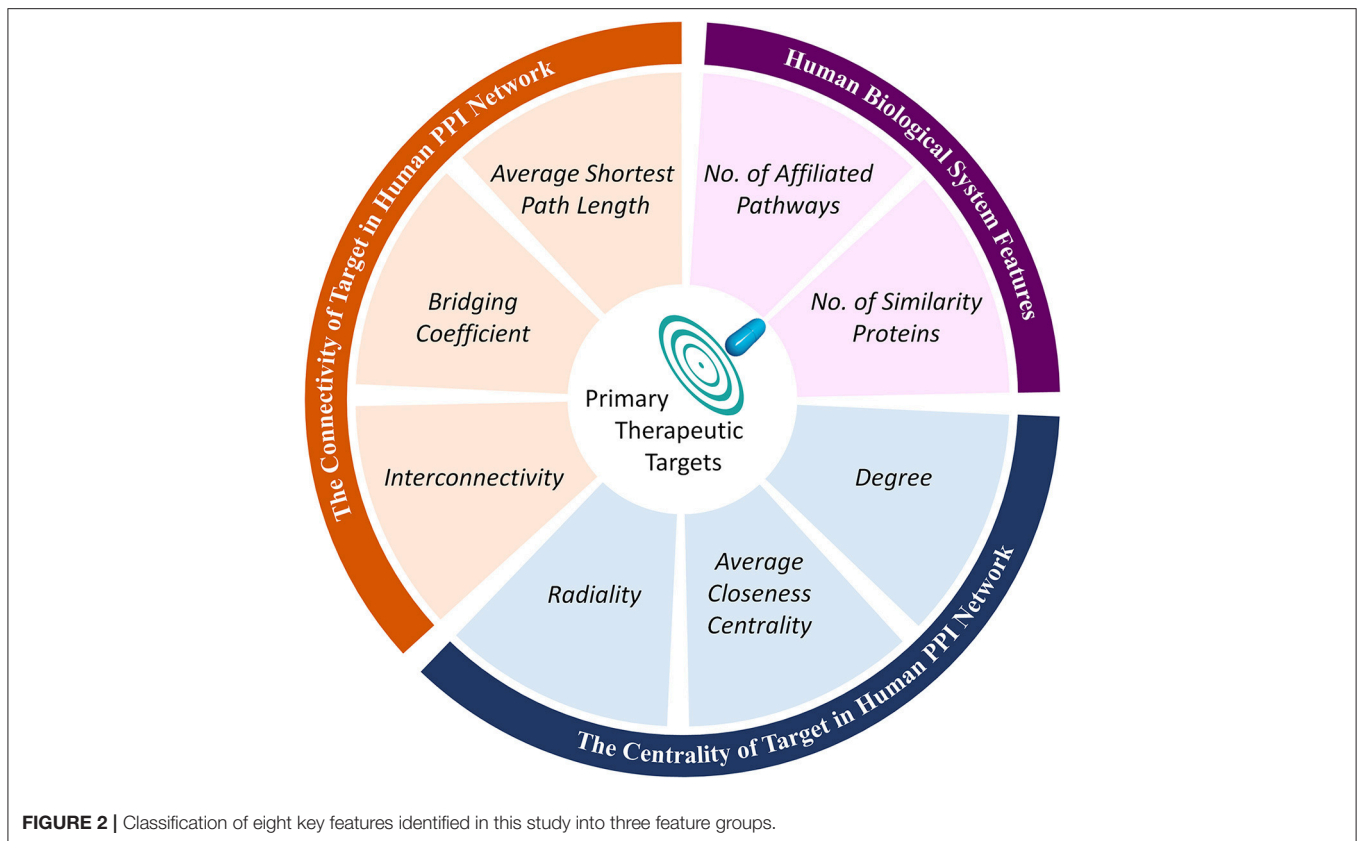 The Connectivity of Target in Human PPI Network
Human Biological System Features
Average Shortest
Path Length
No. of Affiliated
Pathways
Bridging
Coefficient
No. of Similarity
Proteins
Primary
Therapeutic
Targets
Interconnectivity
Degree
Radiality
Average
Closeness
Centrality
The Centrality of Target in Human PPI Network
FIGURE 2 | Classification of eight key features identified in this study into three feature groups.